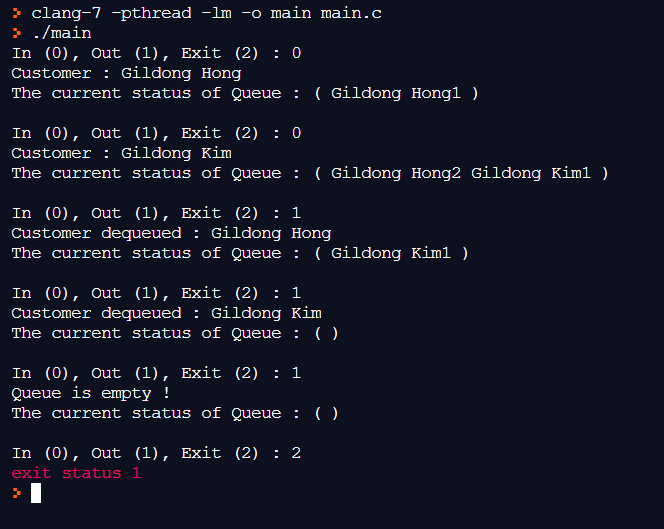 > clang-7 -pthread -lm -o main main.c
> ./main
In (0), Out (1), Exit (2) : 0
Customer : Gildong Hong
The current status of Queue : ( Gildong Hong1 )
In (0), Out (1), Exit (2) : 0
Customer : Gildong Kim
The current status of Queue : ( Gildong Hong2 Gildong Kim1 )
In (0), Out (1), Exit (2) : 1
Customer dequeued : Gildong Hong
The current status of Queue : ( Gildong Kim1 )
In (0), Out (1), Exit (2) : 1
Customer dequeued : Gildong Kim
The current status of Queue : ( )
In (0), Out (1), Exit (2) : 1
Queue is empty !
The current status of Queue : ( )
In (0), Out (1), Exit (2) : 2
exit status 1
>